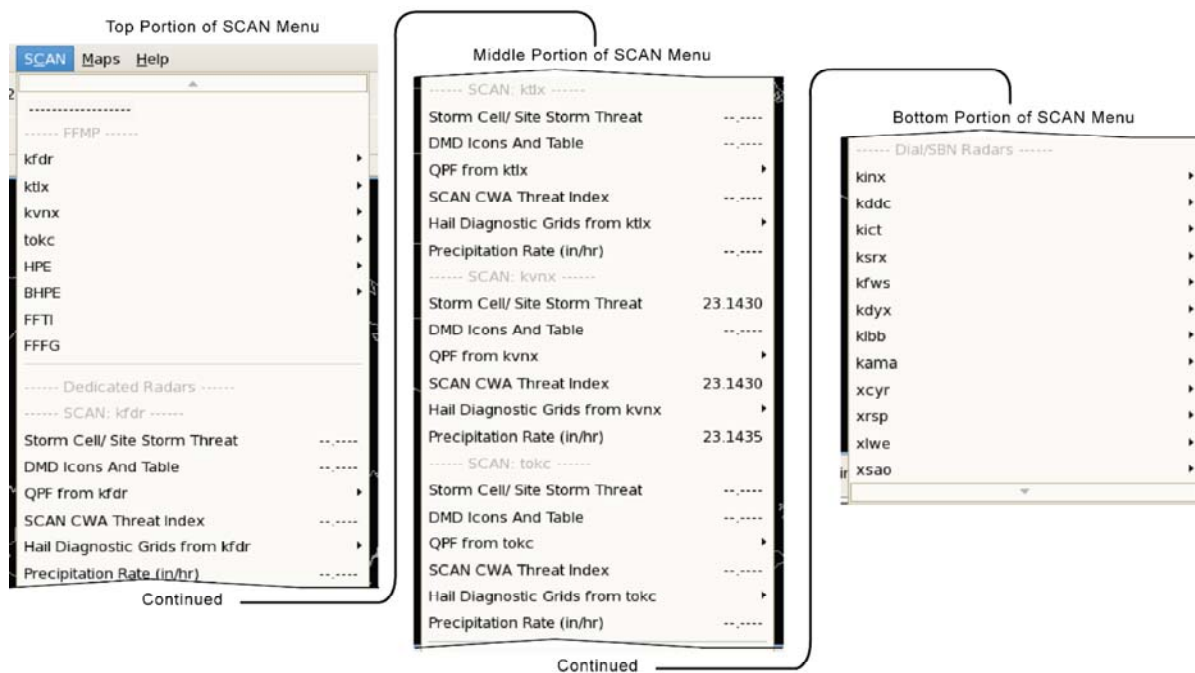 Top Portion of SCAN Menu
SCAN Maps Help
2
------------------
------ FFMP ------
kfdr
ktlx
kvnx
tokc
HPE
BHPE
FFTI
FFFG
------ Dedicated Radars ------
------ SCAN: kfdr ------
Storm Cell/ Site Storm Threat --.----
DMD Icons And Table --.----
QPF from kfdr
SCAN CWA Threat Index --.----
Hail Diagnostic Grids from kfdr
Precipitation Rate (in/hr) --.----
Continued
Middle Portion of SCAN Menu
------ SCAN: ktlx ------
Storm Cell/ Site Storm Threat --.----
DMD Icons And Table --.----
QPF from ktlx
SCAN CWA Threat Index --.----
Hail Diagnostic Grids from ktlx
Precipitation Rate (in/hr) --.----
------ SCAN: kvnx ------
Storm Cell/ Site Storm Threat 23.1430
DMD Icons And Table --.----
QPF from kvnx
SCAN CWA Threat Index 23.1430
Hail Diagnostic Grids from kvnx
Precipitation Rate (in/hr) 23.1435
------ SCAN: tokc ------
Storm Cell/ Site Storm Threat --.----
DMD Icons And Table --.----
QPF from tokc
SCAN CWA Threat Index --.----
Hail Diagnostic Grids from tokc
Precipitation Rate (in/hr) --.----
Continued
Bottom Portion of SCAN Menu
------ Dial/SBN Radars ------
kinx
kddc
kict
ksrx
kfws
kdyx
klbb
kama
xcyr
xrsp
xlwe
xsao